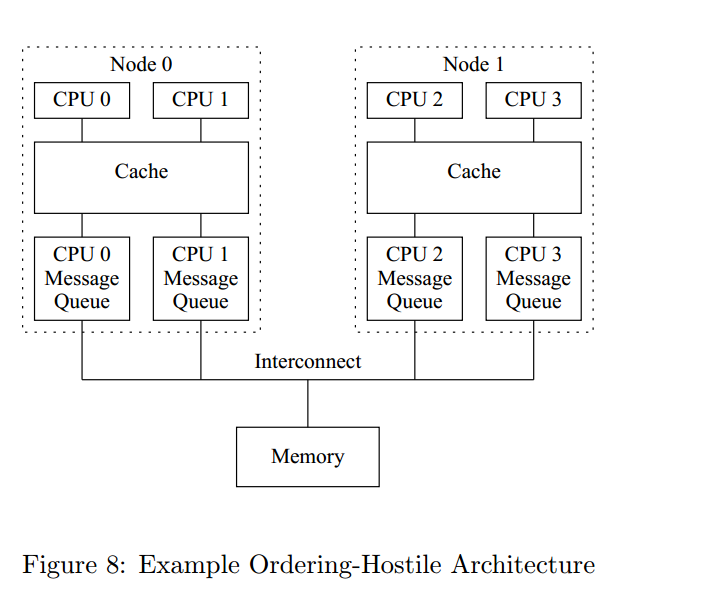 Node 0
Node 1
CPU 0
CPU 1
CPU 2
CPU 3
Cache
Cache
CPU 0
Message
Queue
CPU 1
Message
Queue
CPU 2
Message
Queue
CPU 3
Message
Queue
Interconnect
Memory
Figure 8: Example Ordering-Hostile Architecture